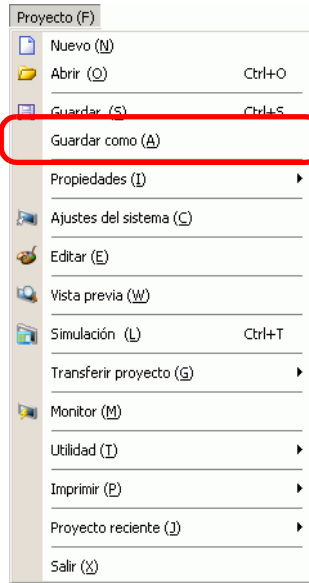 Proyecto (F)
Nuevo (N)
Abrir (O) Ctrl+O
Guardar (S) Ctrl+S
Guardar como (A)
Propiedades (I)
Ajustes del sistema (C)
Editar (E)
Vista previa (W)
Simulación (L) Ctrl+T
Transferir proyecto (G)
Monitor (M)
Utilidad (T)
Imprimir (P)
Proyecto reciente (J)
Salir (X)